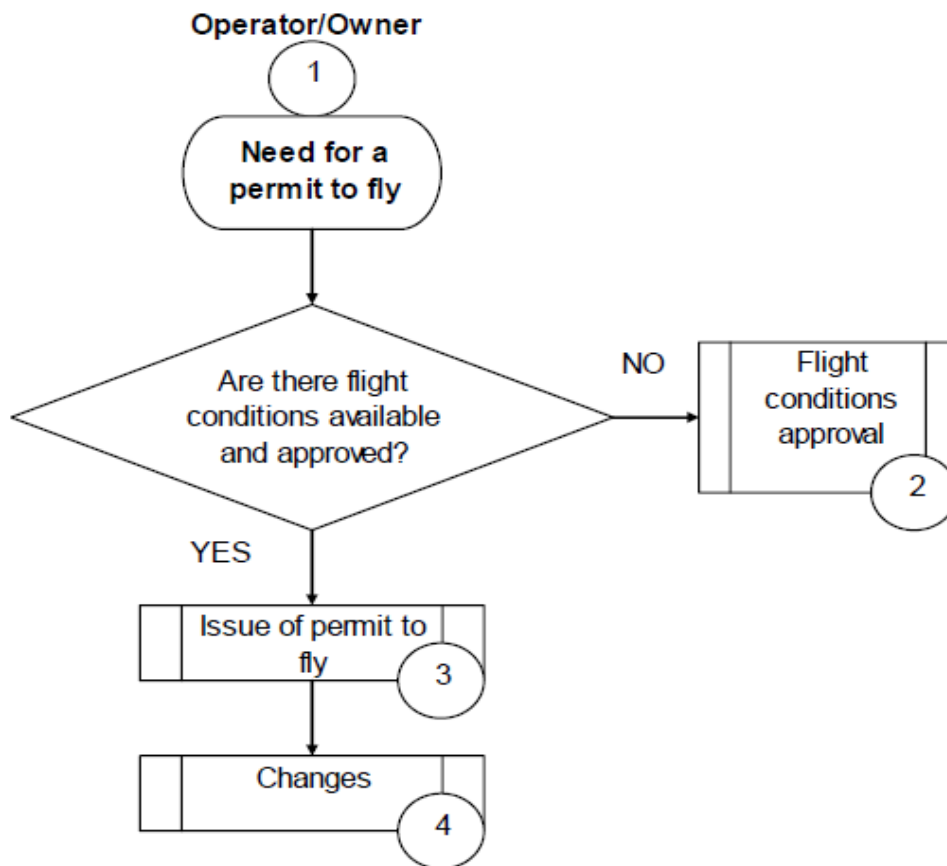 Operator/Owner
1
Need for a
permit to fly
Are there flight
conditions available
and approved?
NO
Flight
conditions
approval
2
YES
Issue of permit to
fly
3
Changes
4